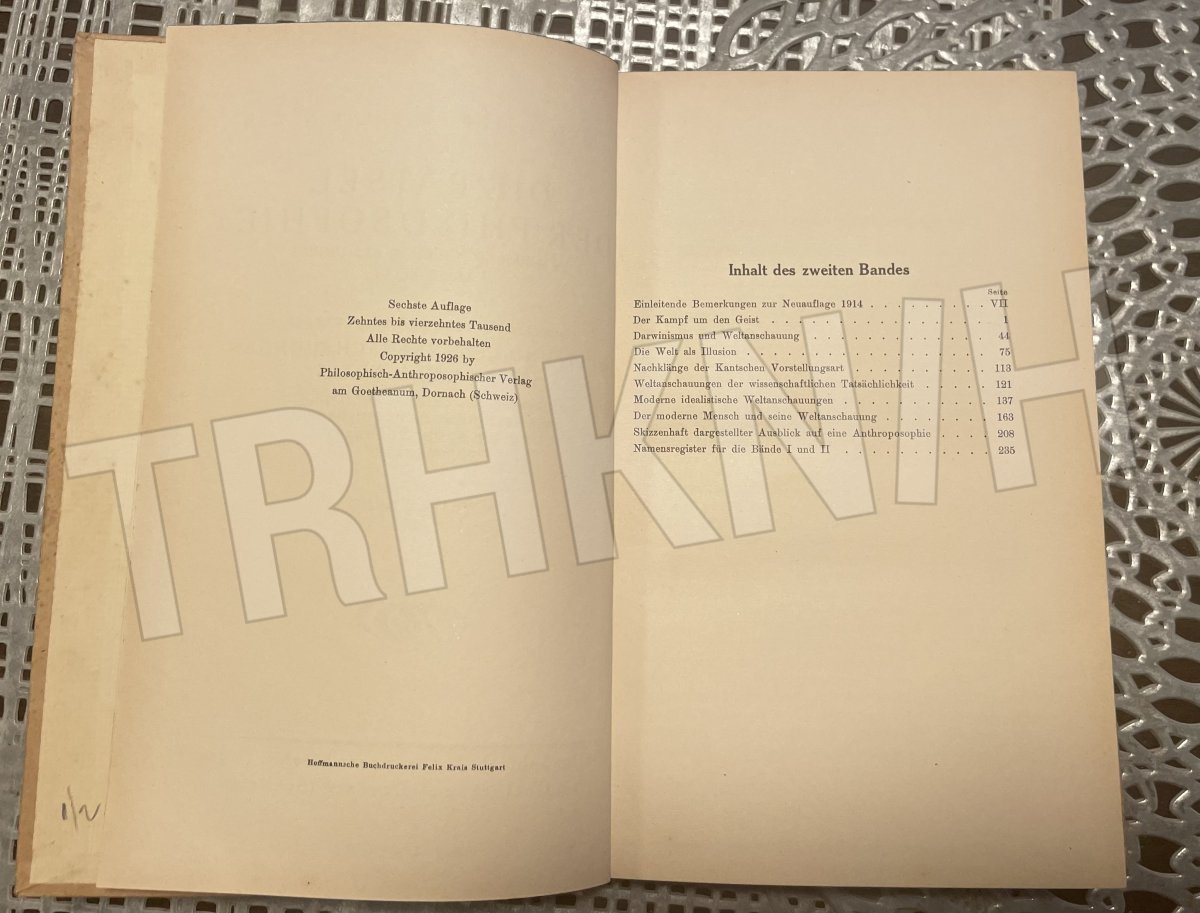 Sechste Auflage
Zehntes bis vierzehntes Tausend
Alle Rechte vorbehalten
Copyright 1926 by
Philosophisch-Anthroposophischer Verlag
am Goetheanum, Dornach (Schweiz)
Hoffmannsche Buchdruckerei Felix Krais Stuttgart
1/2
Inhalt des zweiten Bandes
Seite
Einleitende Bemerkungen zur Neuauflage 1914 . . . . . . . . . VII
Der Kampf um den Geist . . . . . . . . . . . . . . . . . 1
Darwinismus und Weltanschauung . . . . . . . . . . . . . . 44
Die Welt als Illusion . . . . . . . . . . . . . . . . . . 75
Nachklänge der Kantschen Vorstellungsart . . . . . . . . . . 113
Weltanschauungen der wissenschaftlichen Tatsächlichkeit . . . . . 121
Moderne idealistische Weltanschauungen . . . . . . . . . . . 137
Der moderne Mensch und seine Weltanschauung . . . . . . . . 163
Skizzenhaft dargestellter Ausblick auf eine Anthroposophie . . . . 208
Namensregister für die Bände I und II . . . . . . . . . . . 235
TRHKNIH